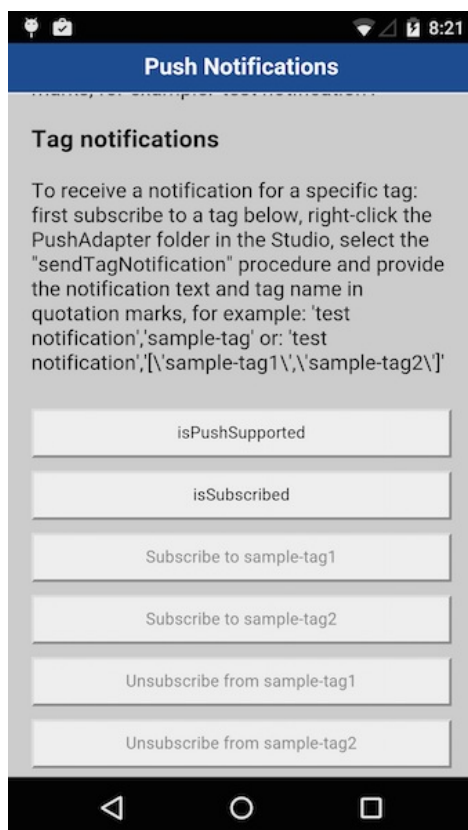 8:21
Push Notifications
Tag notifications
To receive a notification for a specific tag:
first subscribe to a tag below, right-click the
PushAdapter folder in the Studio, select the
"sendTagNotification" procedure and provide
the notification text and tag name in
quotation marks, for example: 'test
notification','sample-tag' or: 'test
notification','[\'sample-tag1\',\'sample-tag2\']'
isPushSupported
isSubscribed
Subscribe to sample-tag1
Subscribe to sample-tag2
Unsubscribe from sample-tag1
Unsubscribe from sample-tag2